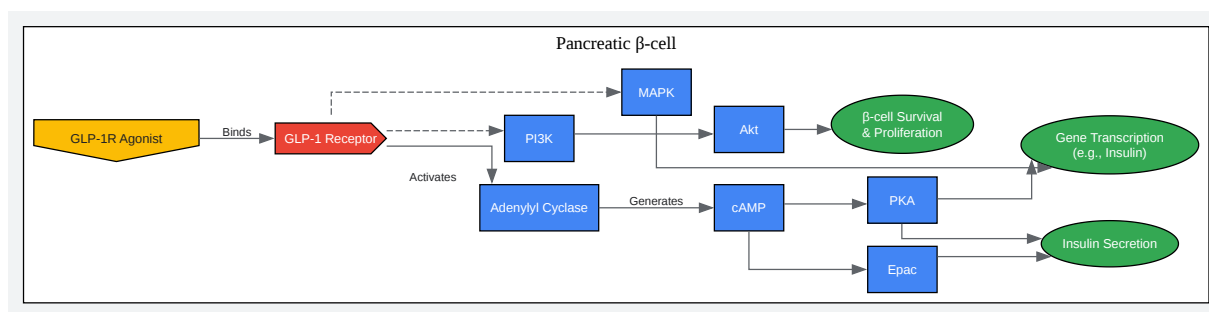 Pancreatic β-cell
MAPK
GLP-1R Agonist
Binds
GLP-1 Receptor
PI3K
Akt
β-cell Survival
& Proliferation
Gene Transcription
(e.g., Insulin)
Activates
Adenylyl Cyclase
Generates
cAMP
PKA
Insulin Secretion
Epac